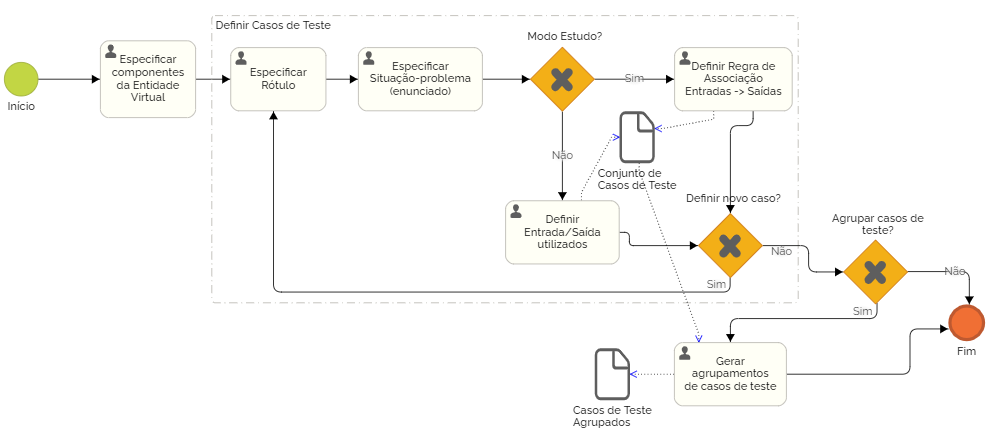 Definir Casos de Teste
Início
Especificar
componentes
da Entidade
Virtual
Especificar
Rótulo
Especificar
Situação-problema
(enunciado)
Modo Estudo?
Sim
Não
Definir Regra de
Associação
Entradas -> Saídas
Conjunto de
Casos de Teste
Definir
Entrada/Saída
utilizados
Definir novo caso?
Não
Sim
Agrupar casos de
teste?
Não
Sim
Fim
Gerar
agrupamentos
de casos de teste
Casos de Teste
Agrupados